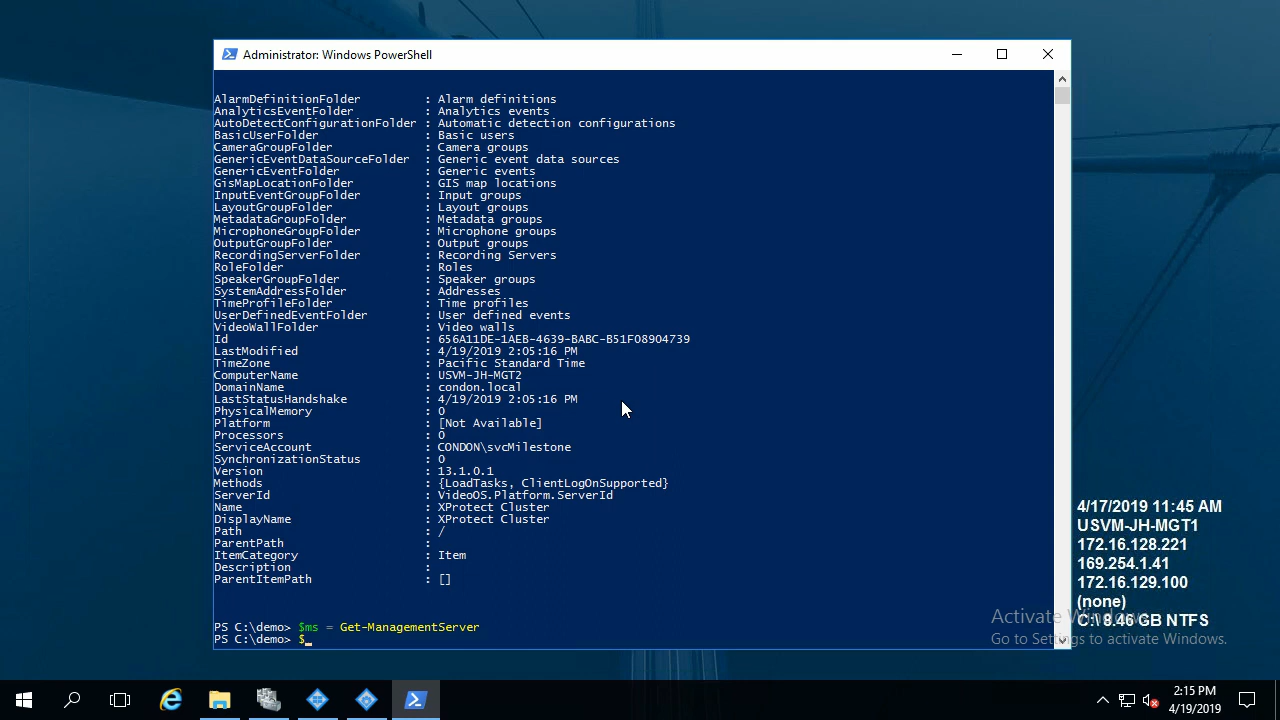 Administrator: Windows PowerShell
AlarmDefinitionFolder : Alarm definitions
AnalyticsEventFolder : Analytics events
AutoDetectConfigurationFolder : Automatic detection configurations
BasicUserFolder : Basic users
CameraGroupFolder : Camera groups
GenericEventDataSourceFolder : Generic event data sources
GenericEventFolder : Generic events
GisMapLocationFolder : GIS map locations
InputEventGroupFolder : Input groups
LayoutGroupFolder : Layout groups
MetadataGroupFolder : Metadata groups
MicrophoneGroupFolder : Microphone groups
OutputGroupFolder : Output groups
RecordingServerFolder : Recording Servers
RoleFolder : Roles
SpeakerGroupFolder : Speaker groups
SystemAddressFolder : Addresses
TimeProfileFolder : Time profiles
UserDefinedEventFolder : User defined events
VideoWallFolder : Video walls
Id : 656A11DE-1AEB-4639-BABC-B51F08904739
LastModified : 4/19/2019 2:05:16 PM
TimeZone : Pacific Standard Time
ComputerName : USVM-JH-MGT2
DomainName : condon.local
LastStatusHandshake : 4/19/2019 2:05:16 PM
PhysicalMemory : 0
Platform : [Not Available]
Processors : 0
ServiceAccount : CONDON\svcMilestone
SynchronizationStatus : 0
Version : 13.1.0.1
Methods : {LoadTasks, ClientLogOnSupported}
ServerId : VideoOS.Platform.ServerId
Name : XProtect Cluster
DisplayName : XProtect Cluster
Path : /
ParentPath :
ItemCategory : Item
Description :
ParentItemPath : []
PS C:\demo> $ms = Get-ManagementServer
PS C:\demo> $_
4/17/2019 11:45 AM
USVM-JH-MGT1
172.16.128.221
169.254.1.41
172.16.129.100
(none)
C:\ 8.46 GB NTFS
Activate Windows
Go to Settings to activate Windows.
2:15 PM
4/19/2019